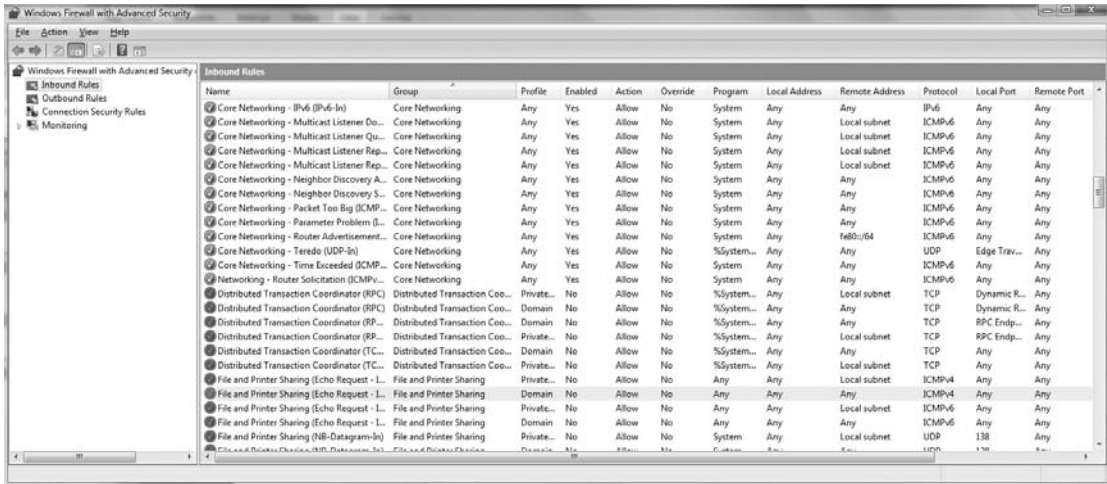 Windows Firewall with Advanced Security
File Action View Help
Windows Firewall with Advanced Security
Inbound Rules
Outbound Rules
Connection Security Rules
Monitoring
Inbound Rules
Name Group Profile Enabled Action Override Program Local Address Remote Address Protocol Local Port Remote Port
Core Networking - IPv6 (IPv6-In) Core Networking Any Yes Allow No System Any Any IPv6 Any Any
Core Networking - Multicast Listener Do... Core Networking Any Yes Allow No System Any Local subnet ICMPv6 Any Any
Core Networking - Multicast Listener Qu... Core Networking Any Yes Allow No System Any Local subnet ICMPv6 Any Any
Core Networking - Multicast Listener Rep... Core Networking Any Yes Allow No System Any Local subnet ICMPv6 Any Any
Core Networking - Multicast Listener Rep... Core Networking Any Yes Allow No System Any Local subnet ICMPv6 Any Any
Core Networking - Neighbor Discovery A... Core Networking Any Yes Allow No System Any Any ICMPv6 Any Any
Core Networking - Neighbor Discovery S... Core Networking Any Yes Allow No System Any Any ICMPv6 Any Any
Core Networking - Packet Too Big (ICMP... Core Networking Any Yes Allow No System Any Any ICMPv6 Any Any
Core Networking - Parameter Problem (I... Core Networking Any Yes Allow No System Any Any ICMPv6 Any Any
Core Networking - Router Advertisement... Core Networking Any Yes Allow No System Any fe80::/64 ICMPv6 Any Any
Core Networking - Teredo (UDP-In) Core Networking Any Yes Allow No %System... Any Any UDP Edge Trav... Any
Core Networking - Time Exceeded (ICMP... Core Networking Any Yes Allow No System Any Any ICMPv6 Any Any
Networking - Router Solicitation (ICMPv... Core Networking Any Yes Allow No System Any Any ICMPv6 Any Any
Distributed Transaction Coordinator (RPC) Distributed Transaction Coo... Private... No Allow No %System... Any Local subnet TCP Dynamic R... Any
Distributed Transaction Coordinator (RPC) Distributed Transaction Coo... Domain No Allow No %System... Any Any TCP Dynamic R... Any
Distributed Transaction Coordinator (RP... Distributed Transaction Coo... Domain No Allow No %System... Any Any TCP RPC Endp... Any
Distributed Transaction Coordinator (RP... Distributed Transaction Coo... Private... No Allow No %System... Any Local subnet TCP RPC Endp... Any
Distributed Transaction Coordinator (TC... Distributed Transaction Coo... Domain No Allow No %System... Any Any TCP Any Any
Distributed Transaction Coordinator (TC... Distributed Transaction Coo... Private... No Allow No %System... Any Local subnet TCP Any Any
File and Printer Sharing (Echo Request - I... File and Printer Sharing Private... No Allow No Any Any Local subnet ICMPv4 Any Any
File and Printer Sharing (Echo Request - I... File and Printer Sharing Domain No Allow No Any Any Any ICMPv4 Any Any
File and Printer Sharing (Echo Request - I... File and Printer Sharing Private... No Allow No Any Any Local subnet ICMPv6 Any Any
File and Printer Sharing (Echo Request - I... File and Printer Sharing Domain No Allow No Any Any Any ICMPv6 Any Any
File and Printer Sharing (NB-Datagram-In) File and Printer Sharing Private... No Allow No System Any Local subnet UDP 138 Any